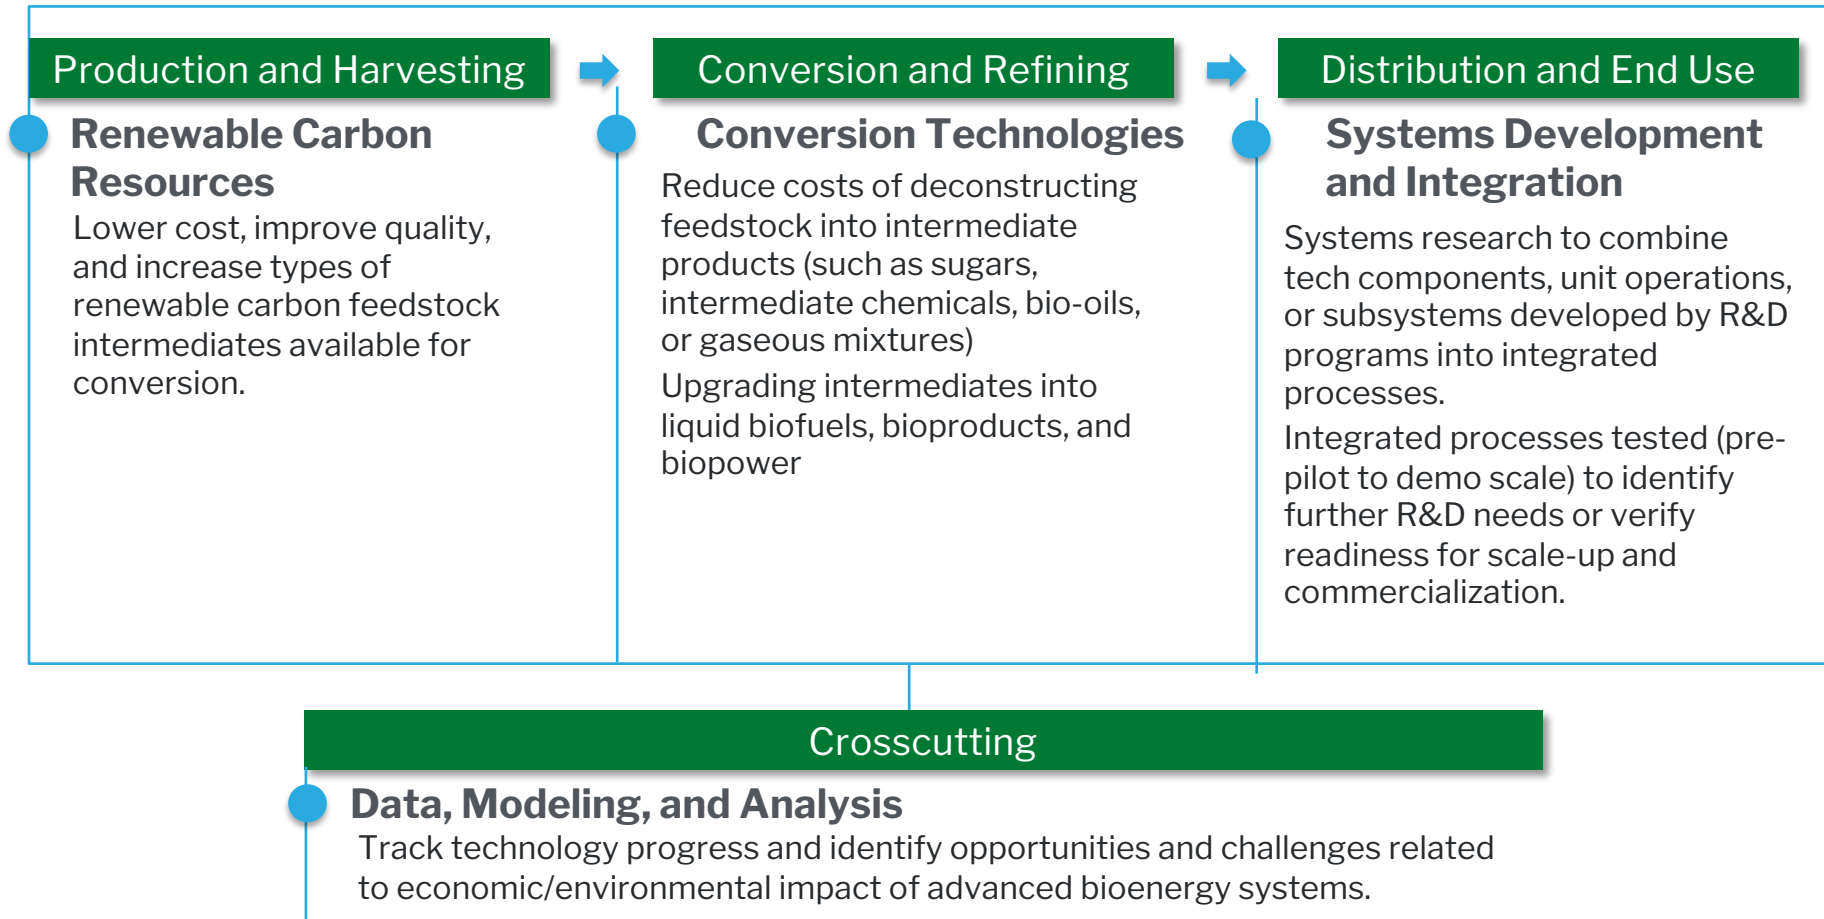 Production and Harvesting
Renewable Carbon
Resources
Lower cost, improve quality,
and increase types of
renewable carbon feedstock
intermediates available for
conversion.
Conversion and Refining
Conversion Technologies
Reduce costs of deconstructing
feedstock into intermediate
products (such as sugars,
intermediate chemicals, bio-oils,
or gaseous mixtures)
Upgrading intermediates into
liquid biofuels, bioproducts, and
biopower
Distribution and End Use
Systems Development
and Integration
Systems research to combine
tech components, unit operations,
or subsystems developed by R&D
programs into integrated
processes.
Integrated processes tested (pre-
pilot to demo scale) to identify
further R&D needs or verify
readiness for scale-up and
commercialization.
Crosscutting
Data, Modeling, and Analysis
Track technology progress and identify opportunities and challenges related
to economic/environmental impact of advanced bioenergy systems.